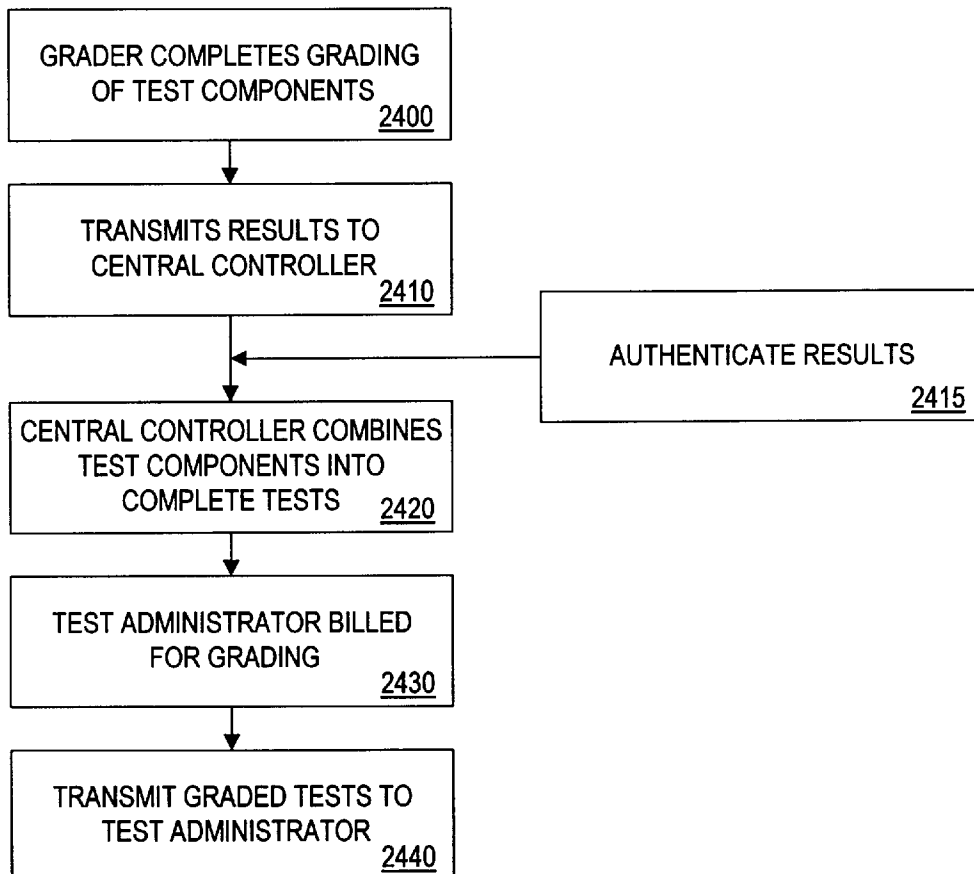 GRADER COMPLETES GRADING
OF TEST COMPONENTS
2400
TRANSMITS RESULTS TO
CENTRAL CONTROLLER
2410
AUTHENTICATE RESULTS
2415
CENTRAL CONTROLLER COMBINES
TEST COMPONENTS INTO
COMPLETE TESTS
2420
TEST ADMINISTRATOR BILLED
FOR GRADING
2430
TRANSMIT GRADED TESTS TO
TEST ADMINISTRATOR
2440